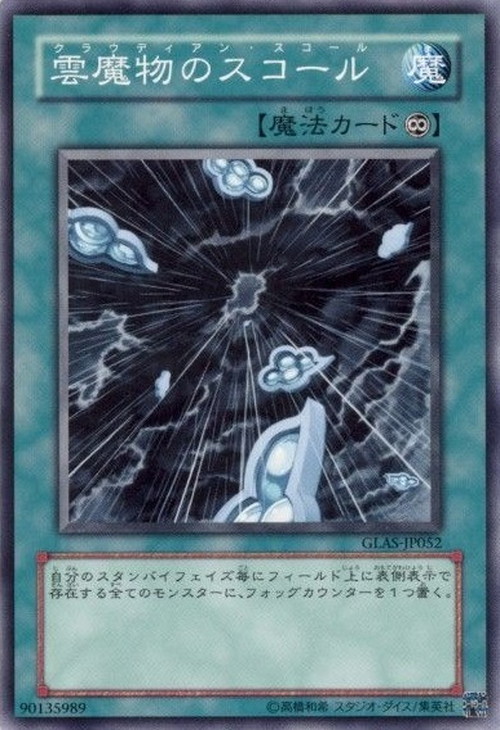 クラウディアン・スコール
雲魔物のスコール
魔
まほう
【魔法カード】
GLAS-JP052
自分のスタンバイフェイズ毎にフィールド上に表側表示で
存在する全てのモンスターに、フォッグカウンターを1つ置く。
90135989
©高橋和希 スタジオ・ダイス/集英社